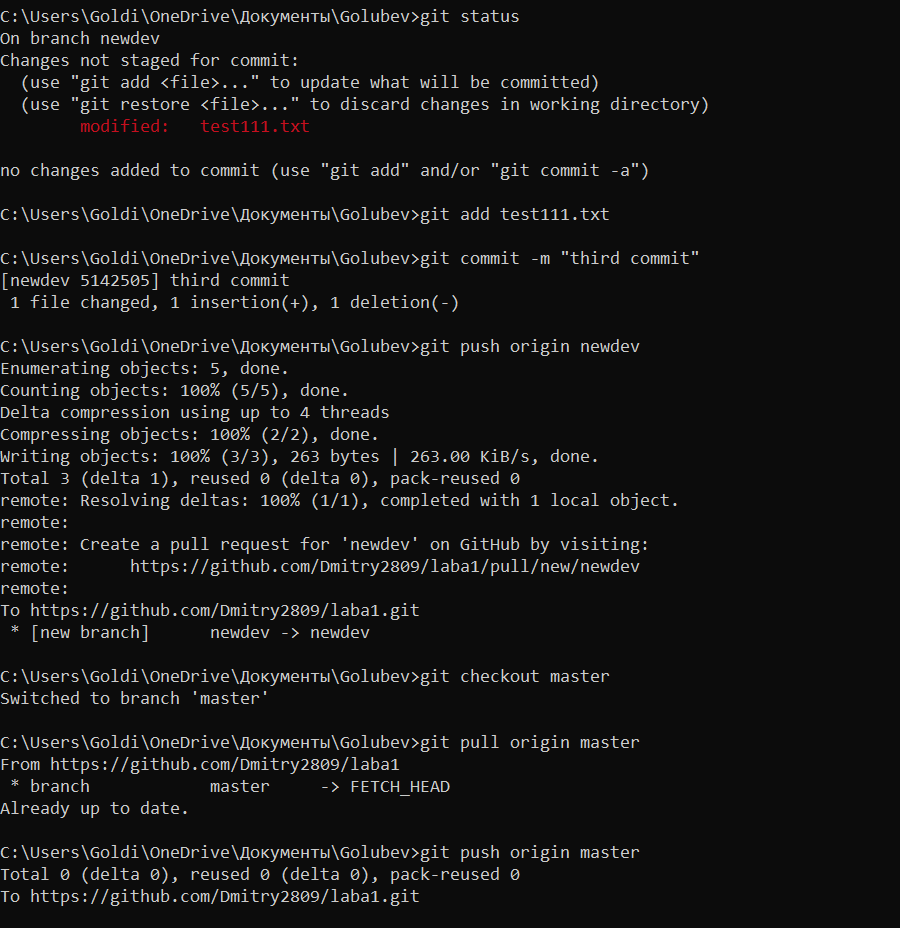 C:\Users\Goldi\OneDrive\Документы\Golubev>git status
On branch newdev
Changes not staged for commit:
  (use "git add <file>..." to update what will be committed)
  (use "git restore <file>..." to discard changes in working directory)
        modified:   test111.txt

no changes added to commit (use "git add" and/or "git commit -a")

C:\Users\Goldi\OneDrive\Документы\Golubev>git add test111.txt

C:\Users\Goldi\OneDrive\Документы\Golubev>git commit -m "third commit"
[newdev 5142505] third commit
 1 file changed, 1 insertion(+), 1 deletion(-)

C:\Users\Goldi\OneDrive\Документы\Golubev>git push origin newdev
Enumerating objects: 5, done.
Counting objects: 100% (5/5), done.
Delta compression using up to 4 threads
Compressing objects: 100% (2/2), done.
Writing objects: 100% (3/3), 263 bytes | 263.00 KiB/s, done.
Total 3 (delta 1), reused 0 (delta 0), pack-reused 0
remote: Resolving deltas: 100% (1/1), completed with 1 local object.
remote:
remote: Create a pull request for 'newdev' on GitHub by visiting:
remote:      https://github.com/Dmitry2809/laba1/pull/new/newdev
remote:
To https://github.com/Dmitry2809/laba1.git
 * [new branch]      newdev -> newdev

C:\Users\Goldi\OneDrive\Документы\Golubev>git checkout master
Switched to branch 'master'

C:\Users\Goldi\OneDrive\Документы\Golubev>git pull origin master
From https://github.com/Dmitry2809/laba1
 * branch            master     -> FETCH_HEAD
Already up to date.

C:\Users\Goldi\OneDrive\Документы\Golubev>git push origin master
Total 0 (delta 0), reused 0 (delta 0), pack-reused 0
To https://github.com/Dmitry2809/laba1.git